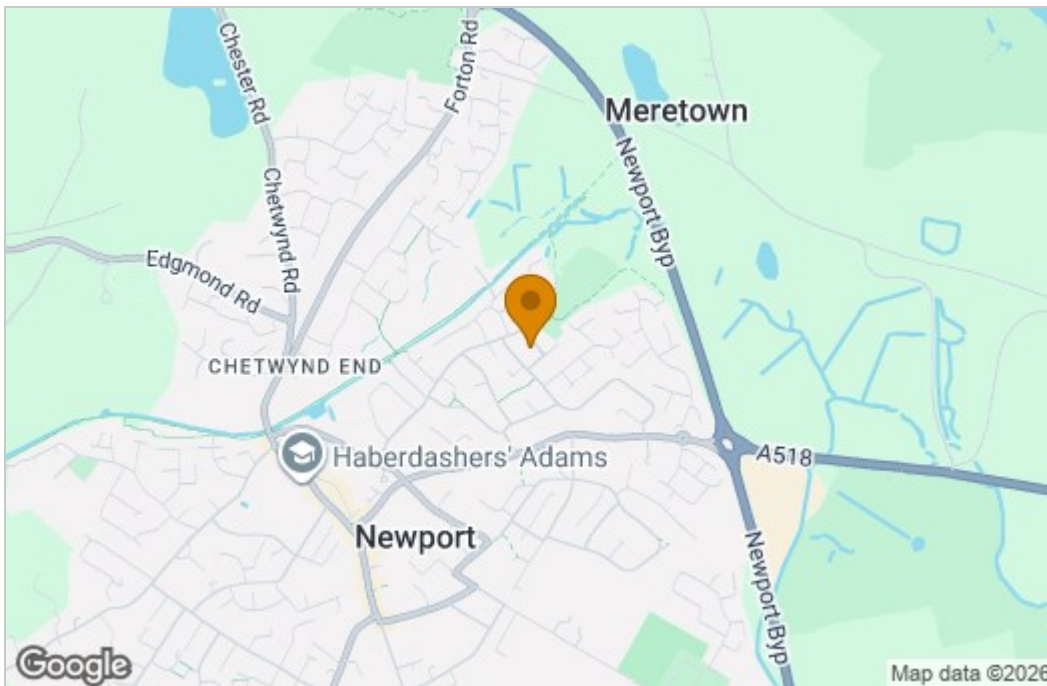 Chester Rd
Forton Rd
Meretown
Newport Byp
Chetwynd Rd
Edgmond Rd
CHETWYND END
Haberdashers' Adams
A518
Newport
Newport Byp
Google
Map data ©2026